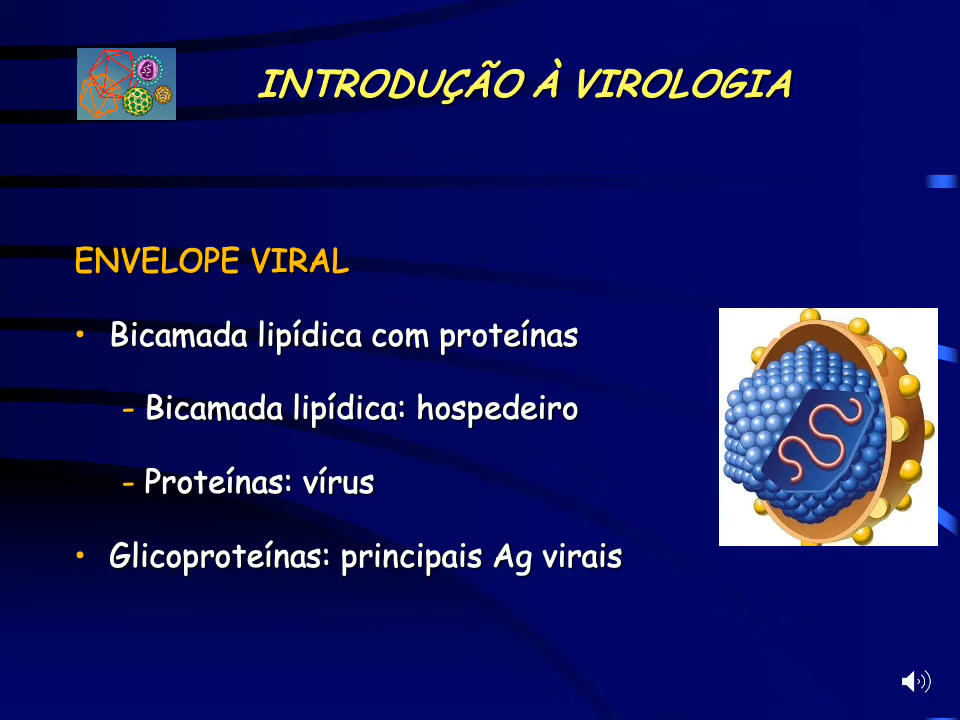 INTRODUÇÃO À VIROLOGIA
ENVELOPE VIRAL
• Bicamada lipídica com proteínas
- Bicamada lipídica: hospedeiro
- Proteínas: vírus
• Glicoproteínas: principais Ag virais